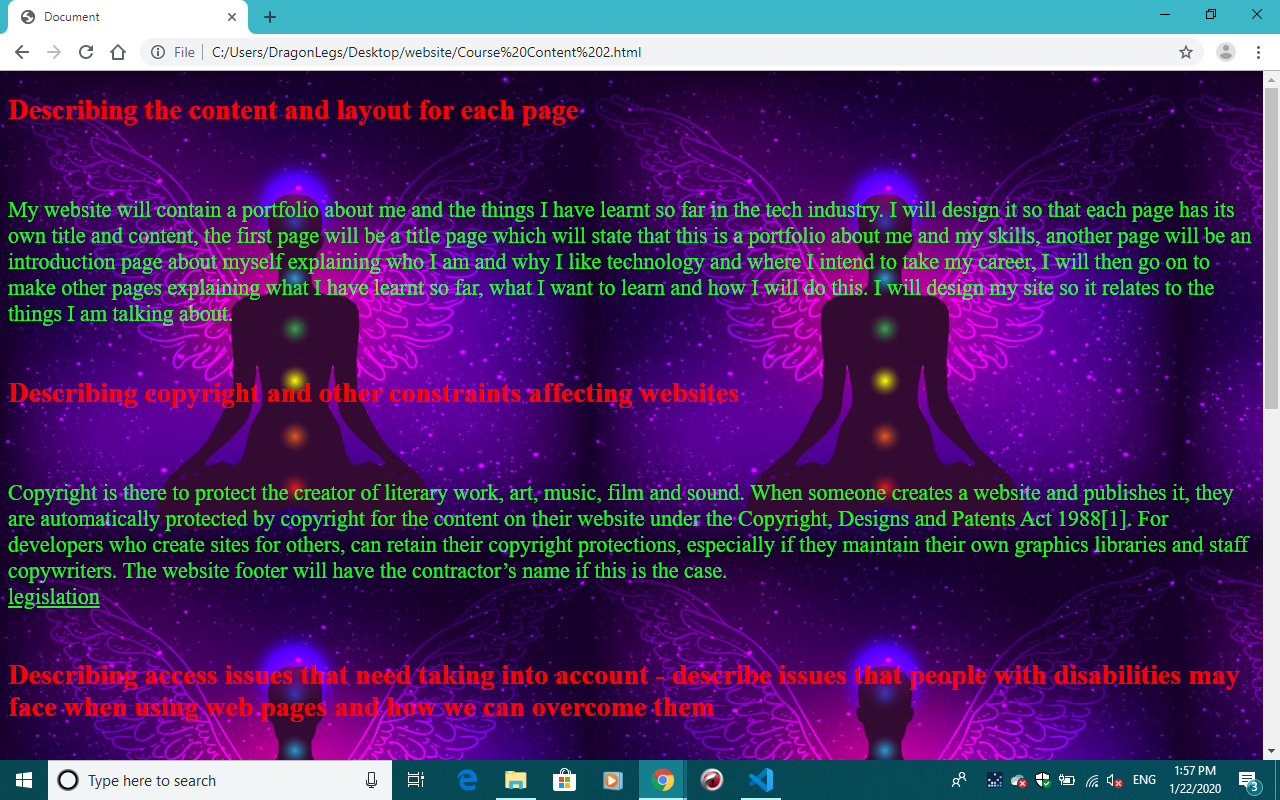 Document
File
C:/Users/DragonLegs/Desktop/website/Course%20Content%202.html
Describing the content and layout for each page
My website will contain a portfolio about me and the things I have learnt so far in the tech industry. I will design it so that each page has its
own title and content, the first page will be a title page which will state that this is a portfolio about me and my skills, another page will be an
introduction page about myself explaining who I am and why I like technology and where I intend to take my career, I will then go on to
make other pages explaining what I have learnt so far, what I want to learn and how I will do this. I will design my site so it relates to the
things I am talking about.
Describing copyright and other constraints affecting websites
Copyright is there to protect the creator of literary work, art, music, film and sound. When someone creates a website and publishes it, they
are automatically protected by copyright for the content on their website under the Copyright, Designs and Patents Act 1988[1]. For
developers who create sites for others, can retain their copyright protections, especially if they maintain their own graphics libraries and staff
copywriters. The website footer will have the contractor’s name if this is the case.
legislation
Describing access issues that need taking into account - describe issues that people with disabilities may
face when using web pages and how we can overcome them
Type here to search
ENG
1:57 PM
1/22/2020
3